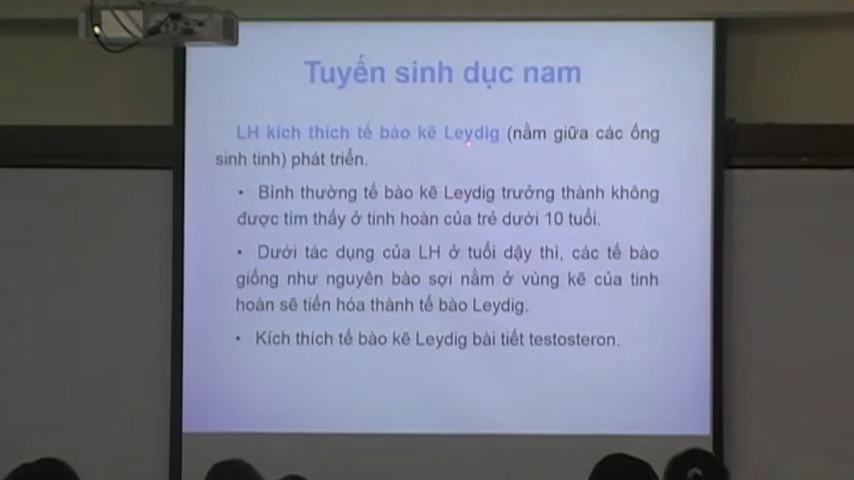 Tuyến sinh dục nam
LH kích thích tế bào kẽ Leydig (nằm giữa các ống
sinh tinh) phát triển.
• Bình thường tế bào kẽ Leydig trưởng thành không
được tìm thấy ở tinh hoàn của trẻ dưới 10 tuổi.
• Dưới tác dụng của LH ở tuổi dậy thì, các tế bào
giống như nguyên bào sợi nằm ở vùng kẽ của tinh
hoàn sẽ tiến hóa thành tế bào Leydig.
• Kích thích tế bào kẽ Leydig bài tiết testosteron.